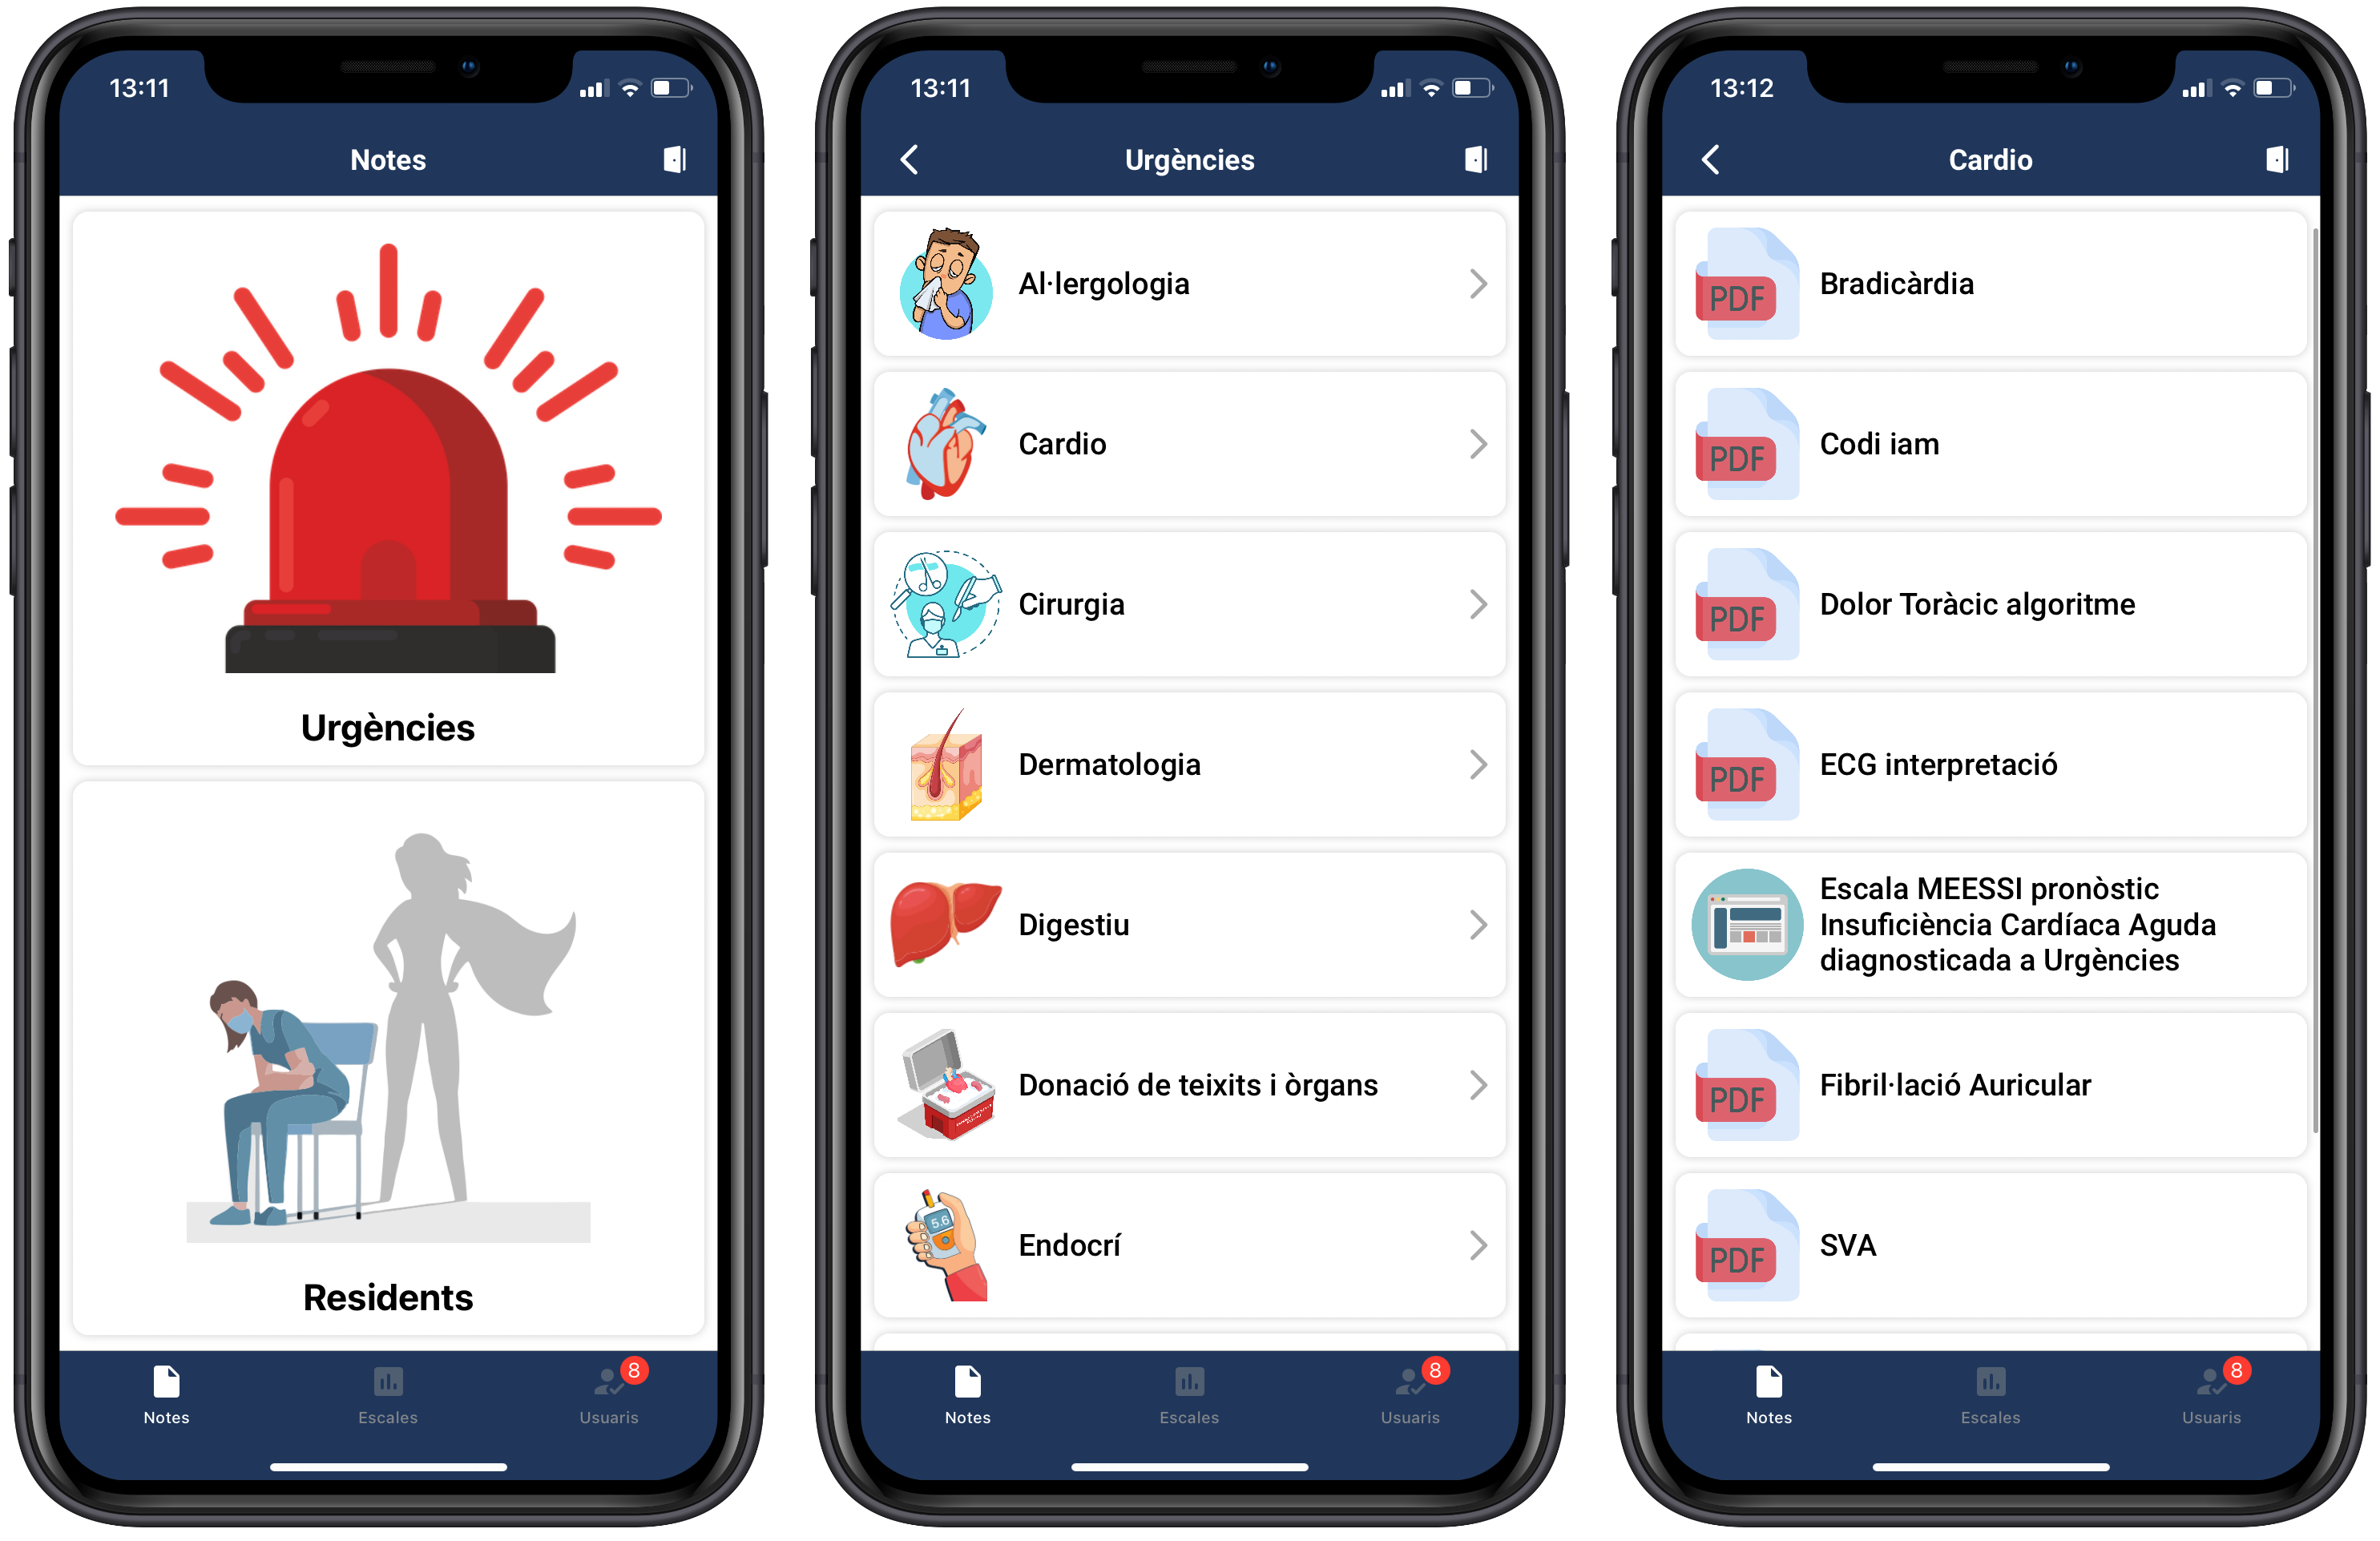 13:11
Notes
Urgències
Residents
Notes
Escales
8
Usuaris
13:11
Urgències
Al·lergologia
Cardio
Cirurgia
Dermatologia
Digestiu
Donació de teixits i òrgans
5.6
Endocrí
Notes
Escales
8
Usuaris
13:12
Cardio
PDF
Bradicàrdia
PDF
Codi iam
PDF
Dolor Toràcic algoritme
PDF
ECG interpretació
Escala MEESSI pronòstic
Insuficiència Cardíaca Aguda
diagnosticada a Urgències
PDF
Fibril·lació Auricular
PDF
SVA
Notes
Escales
8
Usuaris